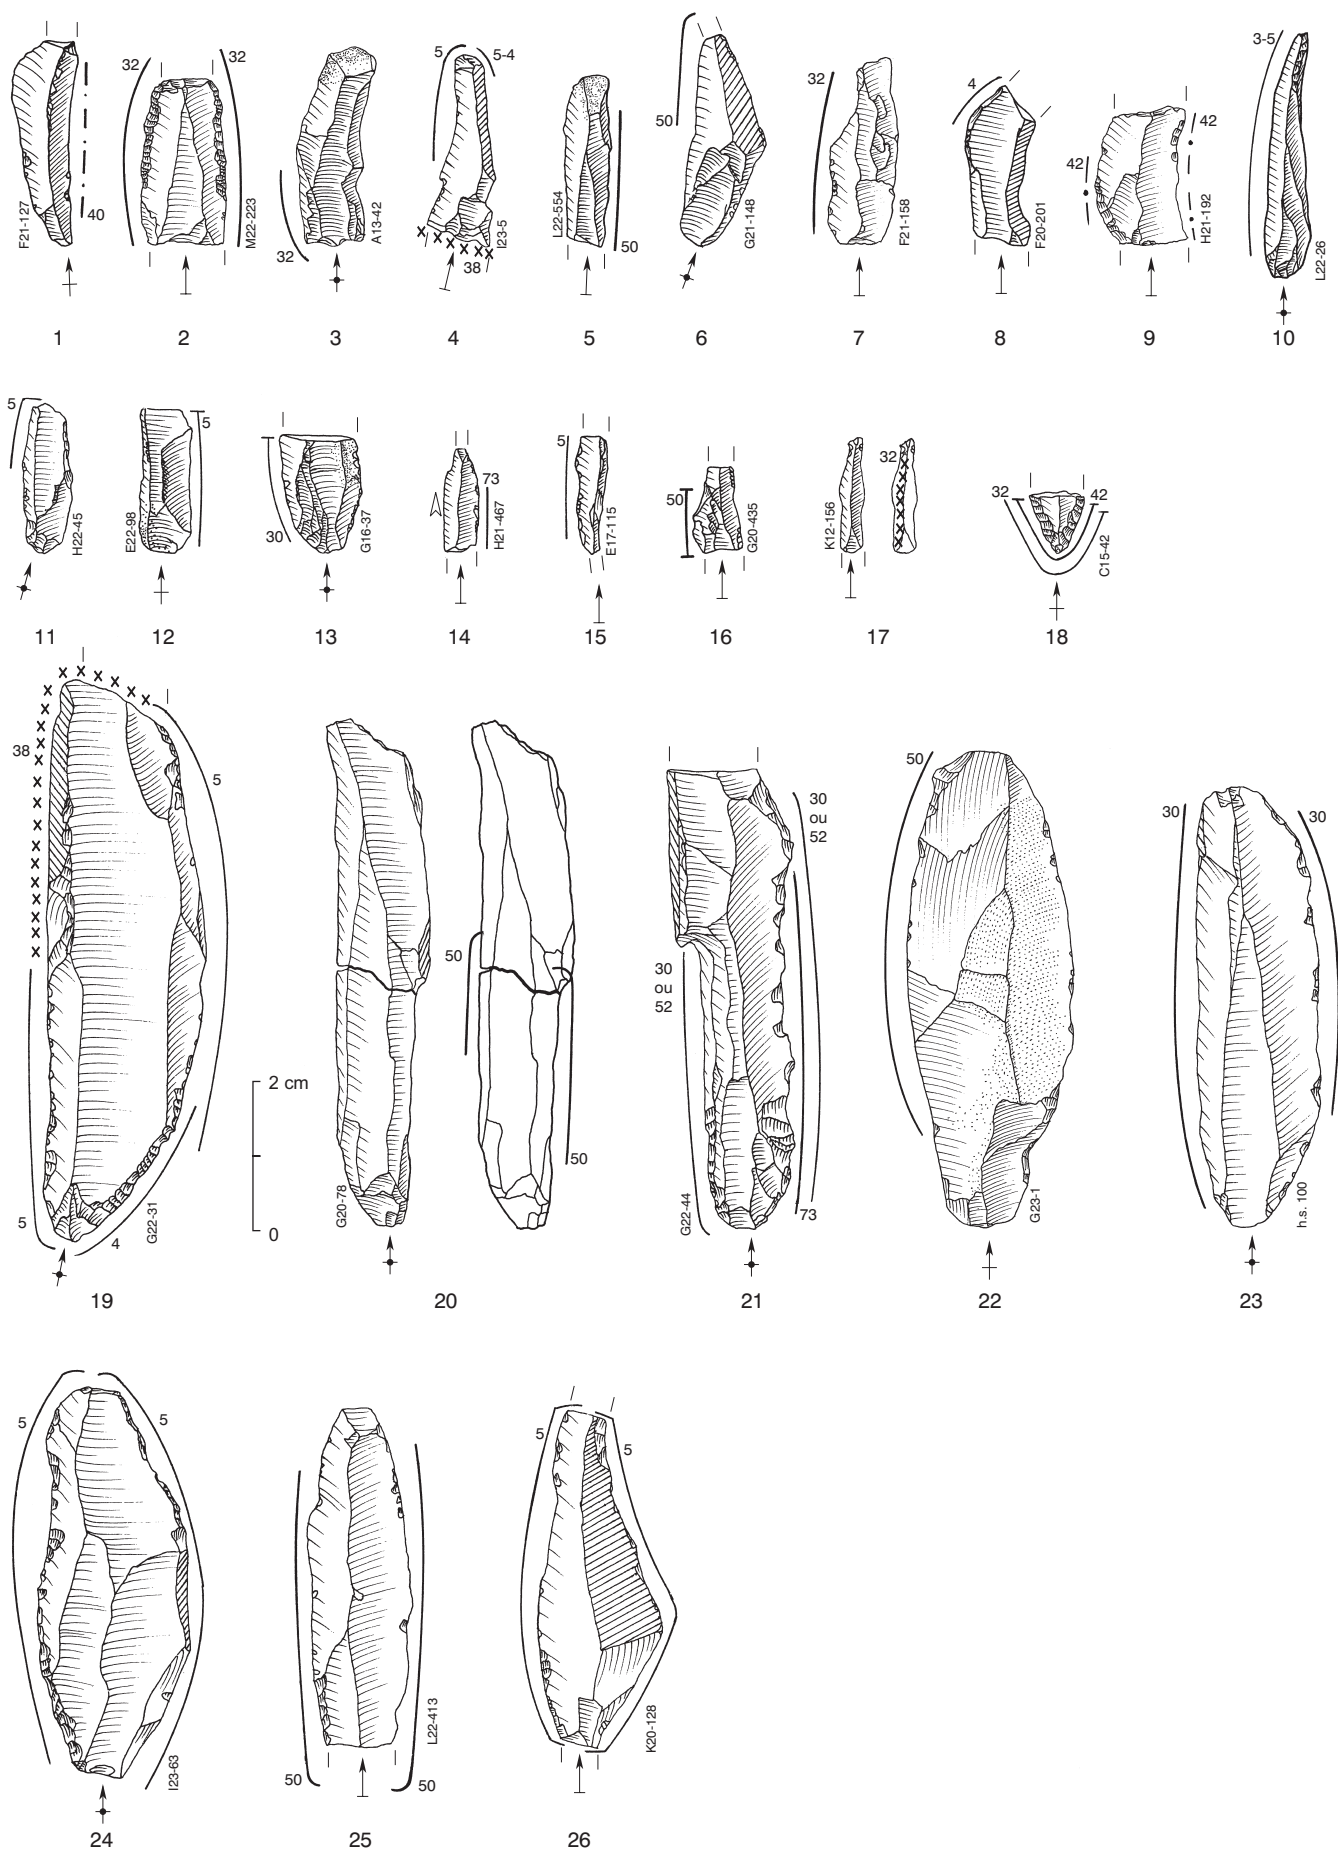 F21-127
40
1
32
32
M22-223
2
32
A13-42
3
5
5-4
38
I23-5
4
L22-554
50
5
50
G21-148
6
32
F21-158
7
4
F20-201
8
42
42
H21-192
9
3-5
L22-26
10
5
H22-45
11
5
E22-98
12
30
G16-37
13
73
H21-467
14
5
E17-115
15
50
G20-435
16
K12-156
32
17
32
42
C15-42
18
38
5
5
4
G22-31
19
2 cm
0
G20-78
50
50
20
30
ou
52
30
ou
52
G22-44
73
21
50
G23-1
22
30
30
h.s. 100
23
5
5
I23-63
24
50
50
L22-413
25
5
5
K20-128
26